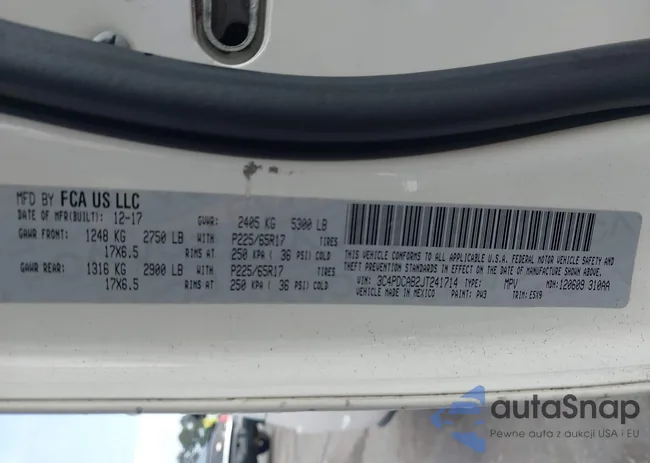 MFD BY FCA US LLC
DATE OF MFR(BUILT): 12-17 GVWR: 2405 KG 5300 LB
GAWR FRONT: 1248 KG 2750 LB WITH P225/65R17 TIRES
17X6.5 RIMS AT 250 KPA ( 36 PSI) COLD
GAWR REAR: 1316 KG 2900 LB WITH P225/65R17 TIRES
17X6.5 RIMS AT 250 KPA ( 36 PSI) COLD
THIS VEHICLE CONFORMS TO ALL APPLICABLE U.S.A. FEDERAL MOTOR VEHICLE SAFETY,
THEFT PREVENTION STANDARDS IN EFFECT ON THE DATE OF MANUFACTURE SHOWN ABOVE.
VIN: 3C4PDCAB2JT241714 TYPE: MPV MDH: 120609 310AA
VEHICLE MADE IN MEXICO PAINT: PW3 TRIM: E5X9
autaSnap
Pewne auta z aukcji USA i EU